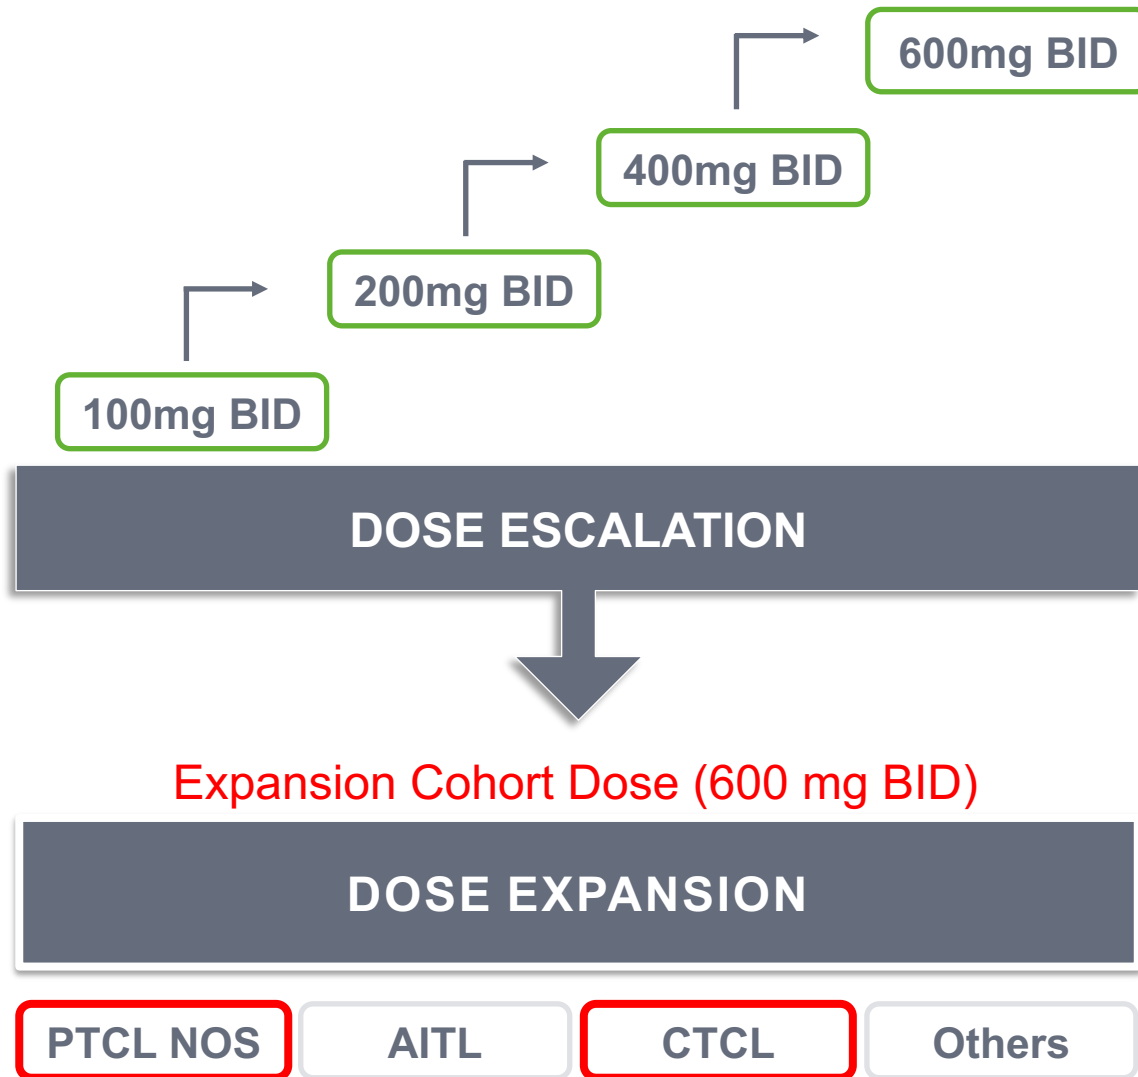 600mg BID
400mg BID
200mg BID
100mg BID
DOSE ESCALATION
Expansion Cohort Dose (600 mg BID)
DOSE EXPANSION
PTCL NOS
AITL
CTCL
Others